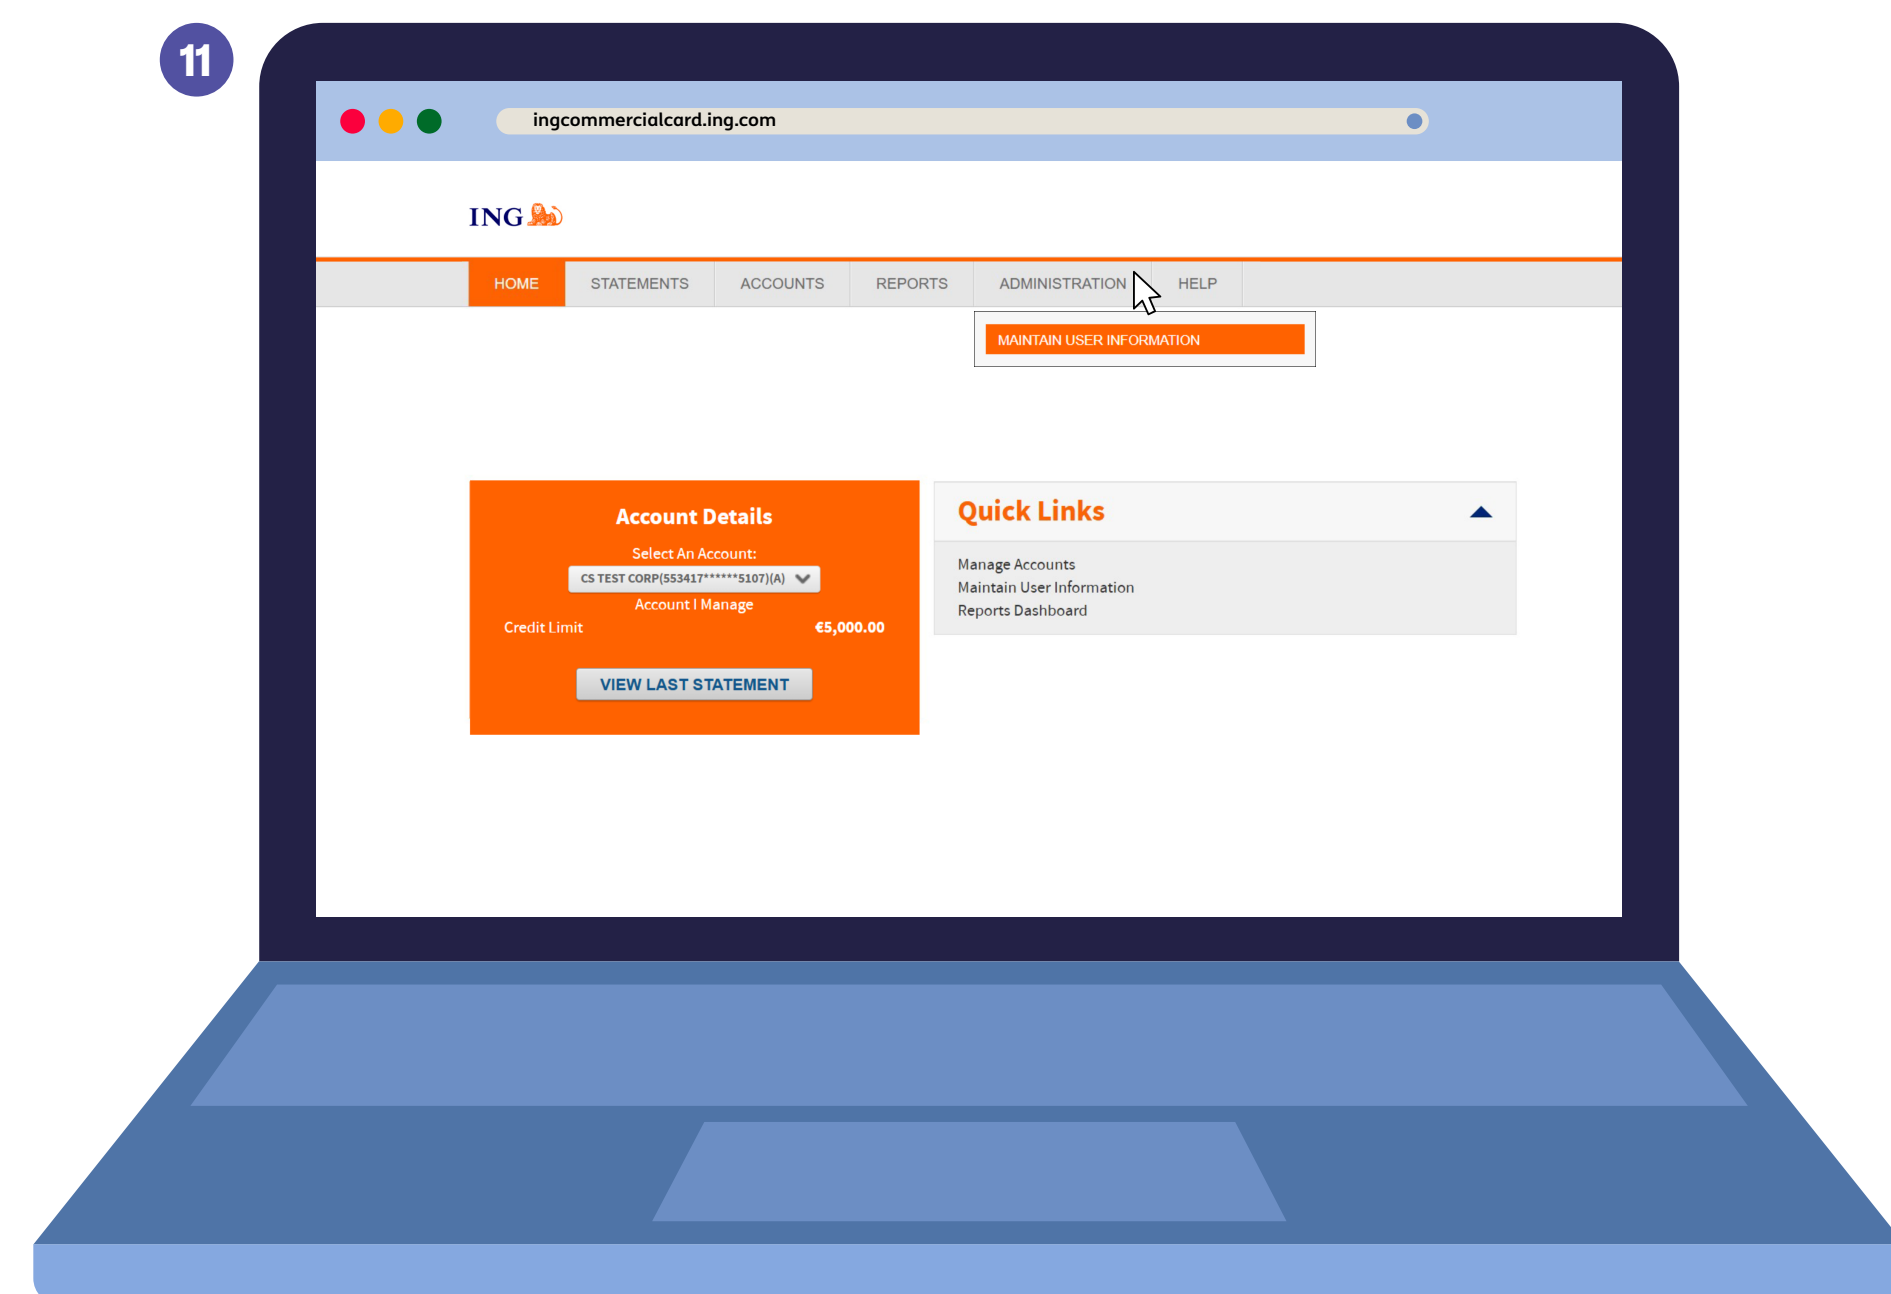 11
ingcommercialcard.ing.com
ING
HOME STATEMENTS ACCOUNTS REPORTS ADMINISTRATION HELP
MAINTAIN USER INFORMATION
Account Details
Select An Account:
CS TEST CORP(553417******5107)(A)
Account I Manage
Credit Limit €5,000.00
VIEW LAST STATEMENT
Quick Links
Manage Accounts
Maintain User Information
Reports Dashboard